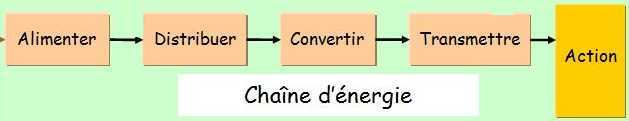 Alimenter
Distribuer
Convertir
Transmettre
Action
Chaîne d'énergie